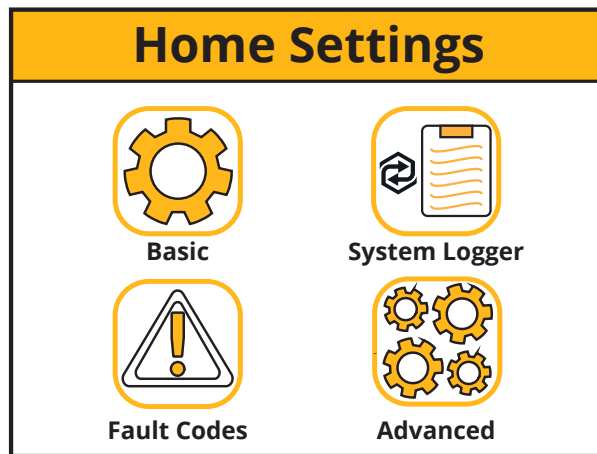 Home Settings
Basic
System Logger
Fault Codes
Advanced